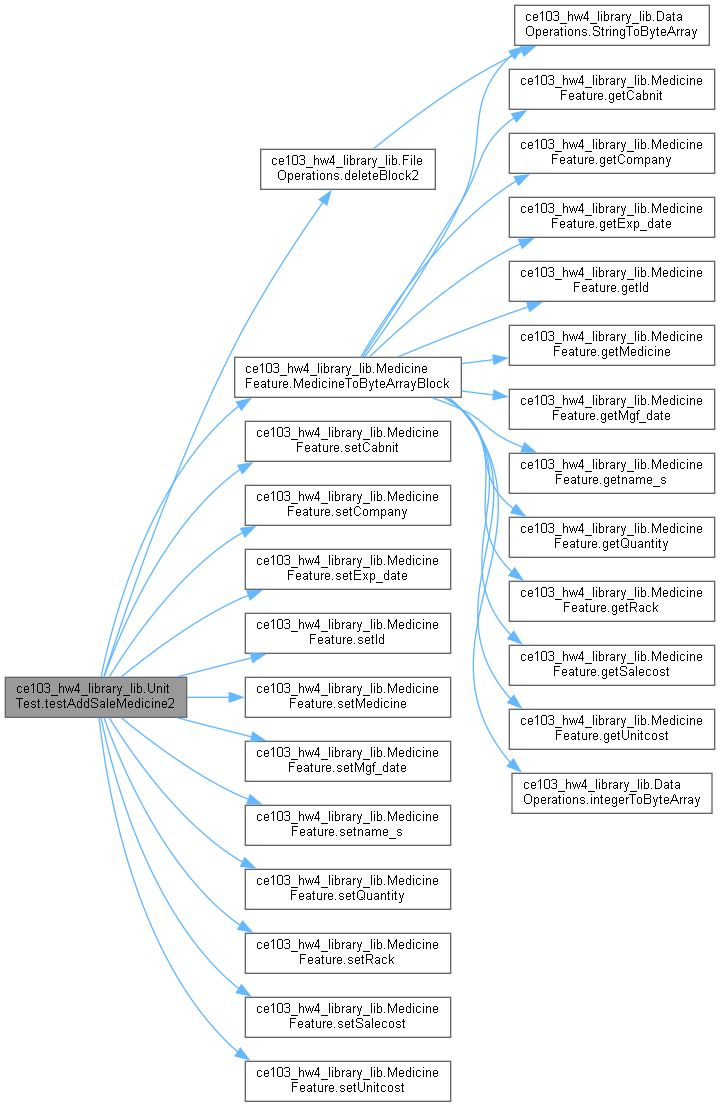 ce103_hw4_library_lib.Unit
Test.testAddSaleMedicine2
ce103_hw4_library_lib.File
Operations.deleteBlock2
ce103_hw4_library_lib.Medicine
Feature.MedicineToByteArrayBlock
ce103_hw4_library_lib.Medicine
Feature.setCabnit
ce103_hw4_library_lib.Medicine
Feature.setCompany
ce103_hw4_library_lib.Medicine
Feature.setExp_date
ce103_hw4_library_lib.Medicine
Feature.setId
ce103_hw4_library_lib.Medicine
Feature.setMedicine
ce103_hw4_library_lib.Medicine
Feature.setMgf_date
ce103_hw4_library_lib.Medicine
Feature.setname_s
ce103_hw4_library_lib.Medicine
Feature.setQuantity
ce103_hw4_library_lib.Medicine
Feature.setRack
ce103_hw4_library_lib.Medicine
Feature.setSalecost
ce103_hw4_library_lib.Medicine
Feature.setUnitcost
ce103_hw4_library_lib.Data
Operations.StringToByteArray
ce103_hw4_library_lib.Medicine
Feature.getCabnit
ce103_hw4_library_lib.Medicine
Feature.getCompany
ce103_hw4_library_lib.Medicine
Feature.getExp_date
ce103_hw4_library_lib.Medicine
Feature.getId
ce103_hw4_library_lib.Medicine
Feature.getMedicine
ce103_hw4_library_lib.Medicine
Feature.getMgf_date
ce103_hw4_library_lib.Medicine
Feature.getname_s
ce103_hw4_library_lib.Medicine
Feature.getQuantity
ce103_hw4_library_lib.Medicine
Feature.getRack
ce103_hw4_library_lib.Medicine
Feature.getSalecost
ce103_hw4_library_lib.Medicine
Feature.getUnitcost
ce103_hw4_library_lib.Data
Operations.integerToByteArray